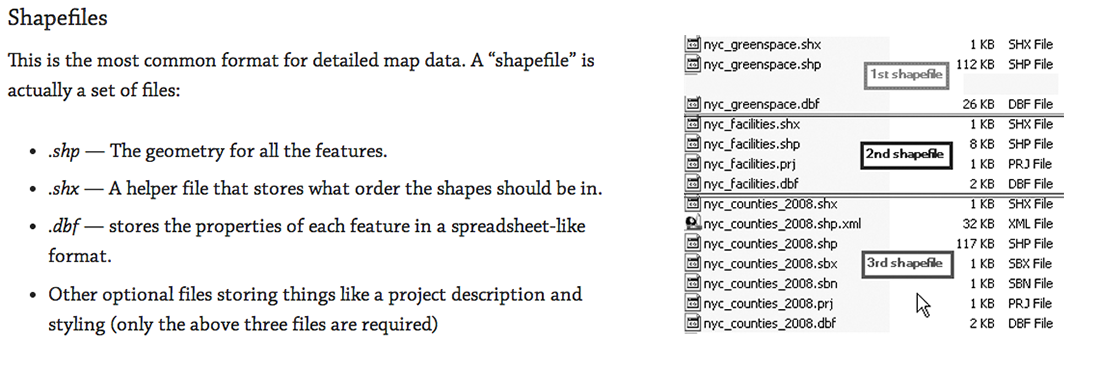 Shapefiles
This is the most common format for detailed map data. A “shapefile” is
actually a set of files:
• .shp — The geometry for all the features.
• .shx — A helper file that stores what order the shapes should be in.
• .dbf — stores the properties of each feature in a spreadsheet-like
format.
• Other optional files storing things like a project description and
styling (only the above three files are required)
nyc_greenspace.shx 1 KB SHX File
nyc_greenspace.shp 112 KB SHP File
1st shapefile
nyc_greenspace.dbf 26 KB DBF File
nyc_facilities.shx 1 KB SHX File
nyc_facilities.shp 8 KB SHP File
2nd shapefile
nyc_facilities.prj 1 KB PRJ File
nyc_facilities.dbf 2 KB DBF File
nyc_counties_2008.shx 1 KB SHX File
nyc_counties_2008.shp.xml 32 KB XML File
nyc_counties_2008.shp 117 KB SHP File
3rd shapefile
nyc_counties_2008.sbx 1 KB SBX File
nyc_counties_2008.sbn 1 KB SBN File
nyc_counties_2008.prj 1 KB PRJ File
nyc_counties_2008.dbf 2 KB DBF File